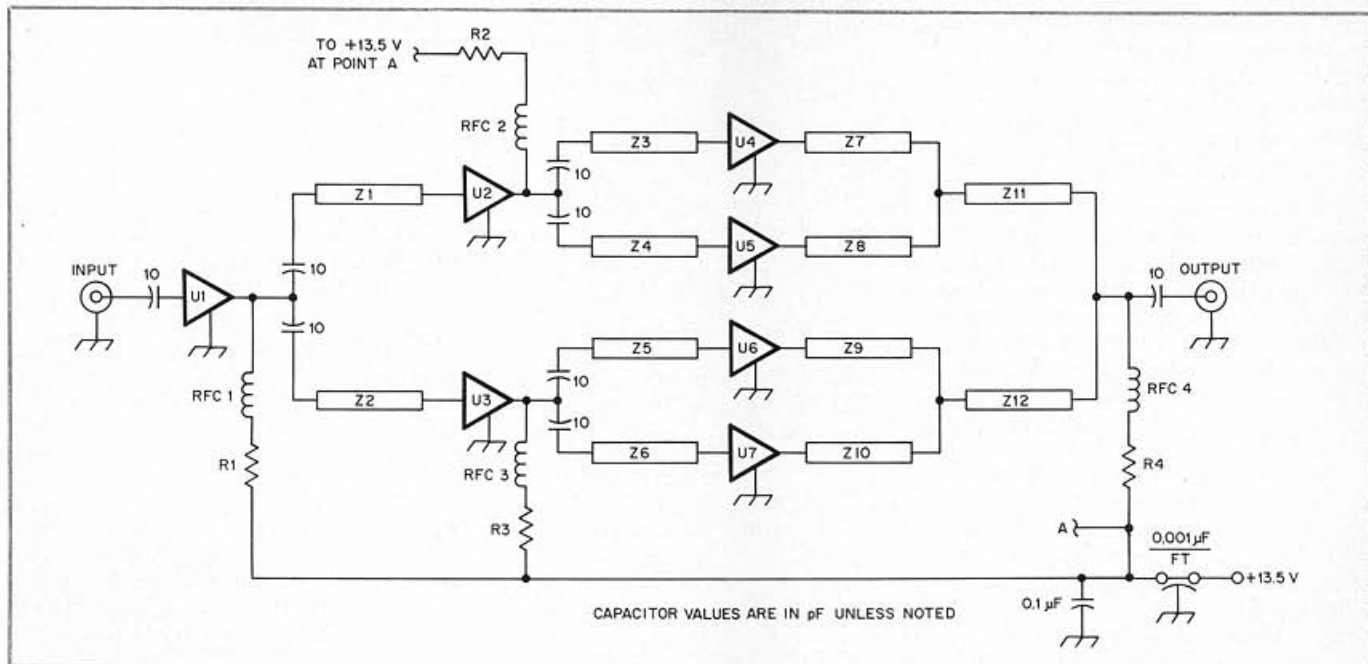 TO +13.5 V
AT POINT A
R2
RFC 2
Z3
U4
Z7
10
Z1
U2
10
Z11
Z4
U5
Z8
INPUT
10
U1
10
10
OUTPUT
10
Z5
U6
Z9
RFC 1
10
RFC 4
Z2
U3
10
Z12
R1
RFC 3
Z6
U7
Z10
R4
R3
A
0.001 µF
FT
+13.5 V
0.1 µF
CAPACITOR VALUES ARE IN pF UNLESS NOTED